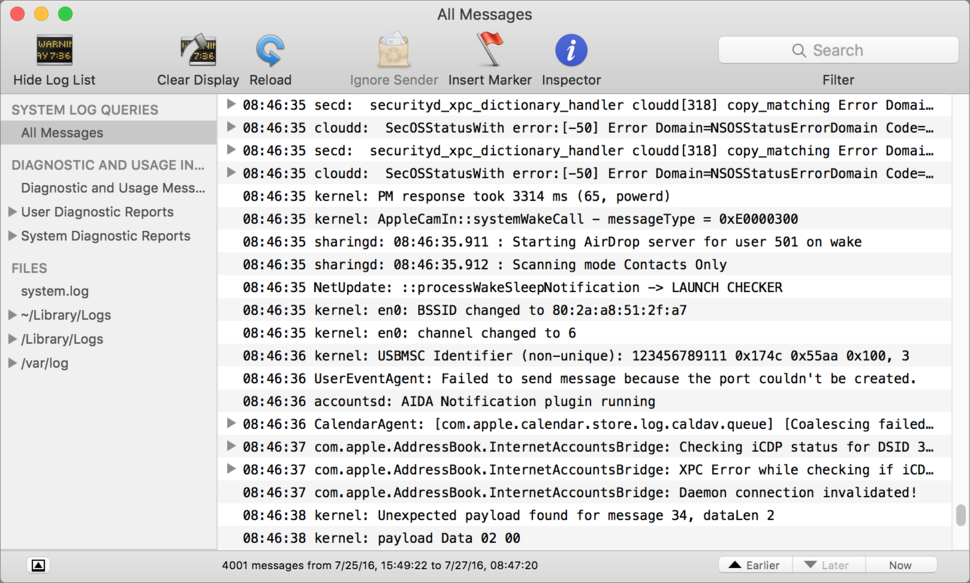 All Messages
WARNIN
AY 7:36
Hide Log List
Clear Display
Reload
Ignore Sender
Insert Marker
Inspector
Search
Filter
SYSTEM LOG QUERIES
All Messages
DIAGNOSTIC AND USAGE IN...
Diagnostic and Usage Mess...
User Diagnostic Reports
System Diagnostic Reports
FILES
system.log
~/Library/Logs
/Library/Logs
/var/log
08:46:35 secd:  securityd_xpc_dictionary_handler cloudd[318] copy_matching Error Domai…
08:46:35 cloudd:  SecOSStatusWith error:[-50] Error Domain=NSOSStatusErrorDomain Code=…
08:46:35 secd:  securityd_xpc_dictionary_handler cloudd[318] copy_matching Error Domai…
08:46:35 cloudd:  SecOSStatusWith error:[-50] Error Domain=NSOSStatusErrorDomain Code=…
08:46:35 kernel: PM response took 3314 ms (65, powerd)
08:46:35 kernel: AppleCamIn::systemWakeCall - messageType = 0xE0000300
08:46:35 sharingd: 08:46:35.911 : Starting AirDrop server for user 501 on wake
08:46:35 sharingd: 08:46:35.912 : Scanning mode Contacts Only
08:46:35 NetUpdate: ::processWakeSleepNotification -> LAUNCH CHECKER
08:46:35 kernel: en0: BSSID changed to 80:2a:a8:51:2f:a7
08:46:35 kernel: en0: channel changed to 6
08:46:36 kernel: USBMSC Identifier (non-unique): 123456789111 0x174c 0x55aa 0x100, 3
08:46:36 UserEventAgent: Failed to send message because the port couldn't be created.
08:46:36 accountsd: AIDA Notification plugin running
08:46:36 CalendarAgent: [com.apple.calendar.store.log.caldav.queue] [Coalescing failed…
08:46:37 com.apple.AddressBook.InternetAccountsBridge: Checking iCDP status for DSID 3…
08:46:37 com.apple.AddressBook.InternetAccountsBridge: XPC Error while checking if iCD…
08:46:37 com.apple.AddressBook.InternetAccountsBridge: Daemon connection invalidated!
08:46:38 kernel: Unexpected payload found for message 34, dataLen 2
08:46:38 kernel: payload Data 02 00
4001 messages from 7/25/16, 15:49:22 to 7/27/16, 08:47:20
Earlier
Later
Now